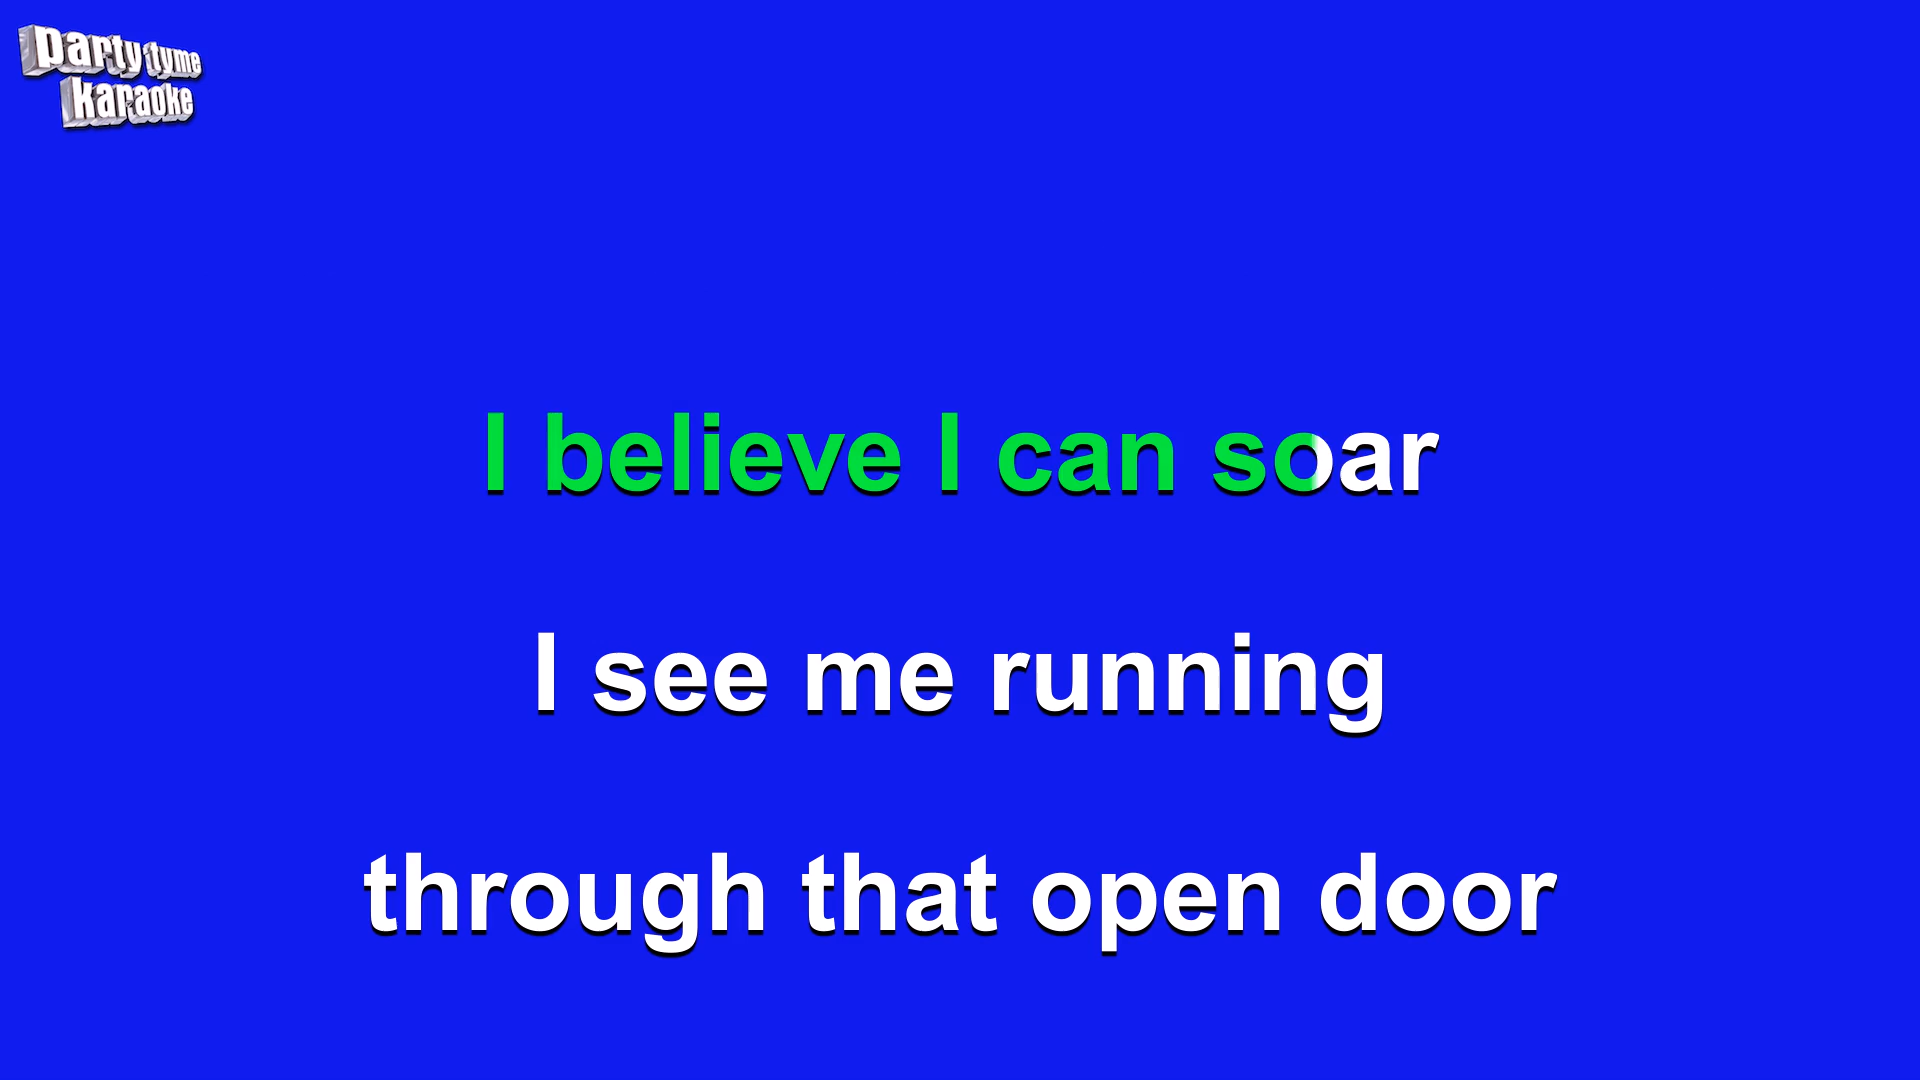 party tyme
karaoke
I believe I can soar
I see me running
through that open door